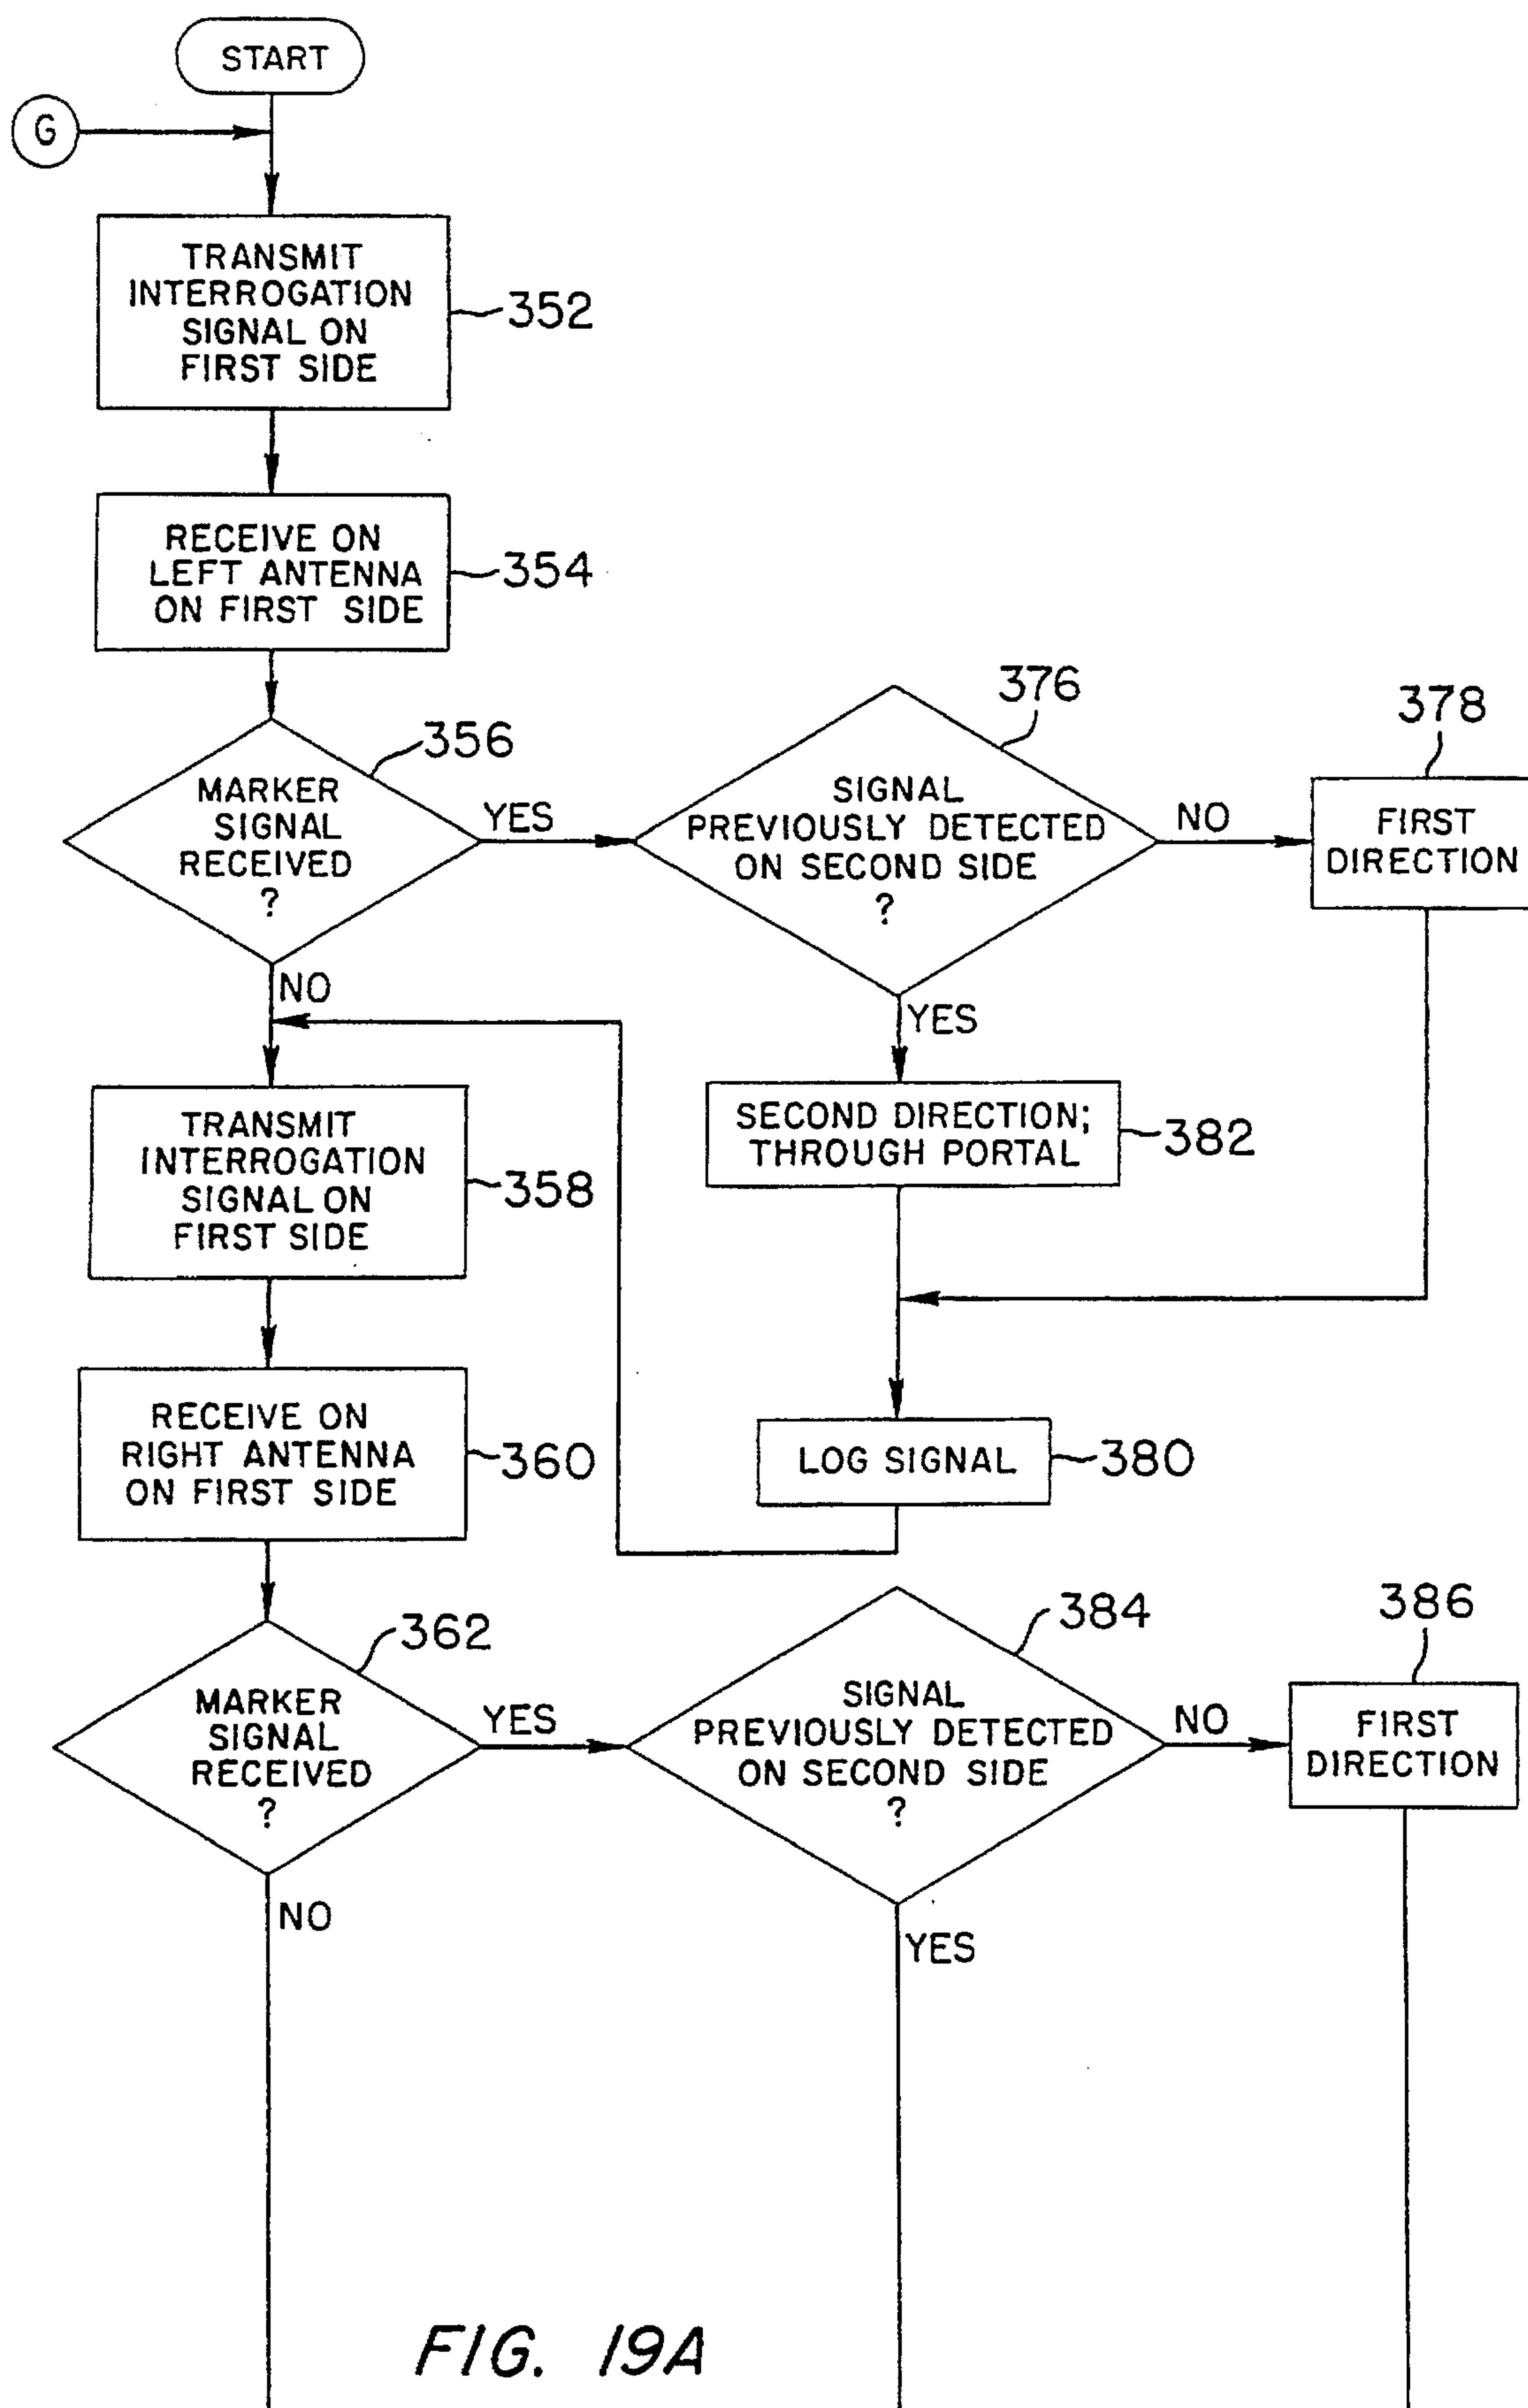 START
G
TRANSMIT
INTERROGATION
SIGNAL ON
FIRST SIDE
352
RECEIVE ON
LEFT ANTENNA
ON FIRST SIDE
354
MARKER
SIGNAL
RECEIVED
?
356
YES
NO
SIGNAL
PREVIOUSLY DETECTED
ON SECOND SIDE
?
376
NO
YES
FIRST
DIRECTION
378
SECOND DIRECTION;
THROUGH PORTAL
382
TRANSMIT
INTERROGATION
SIGNAL ON
FIRST SIDE
358
RECEIVE ON
RIGHT ANTENNA
ON FIRST SIDE
360
LOG SIGNAL
380
MARKER
SIGNAL
RECEIVED
?
362
YES
NO
SIGNAL
PREVIOUSLY DETECTED
ON SECOND SIDE
?
384
NO
YES
FIRST
DIRECTION
386
FIG. 19A